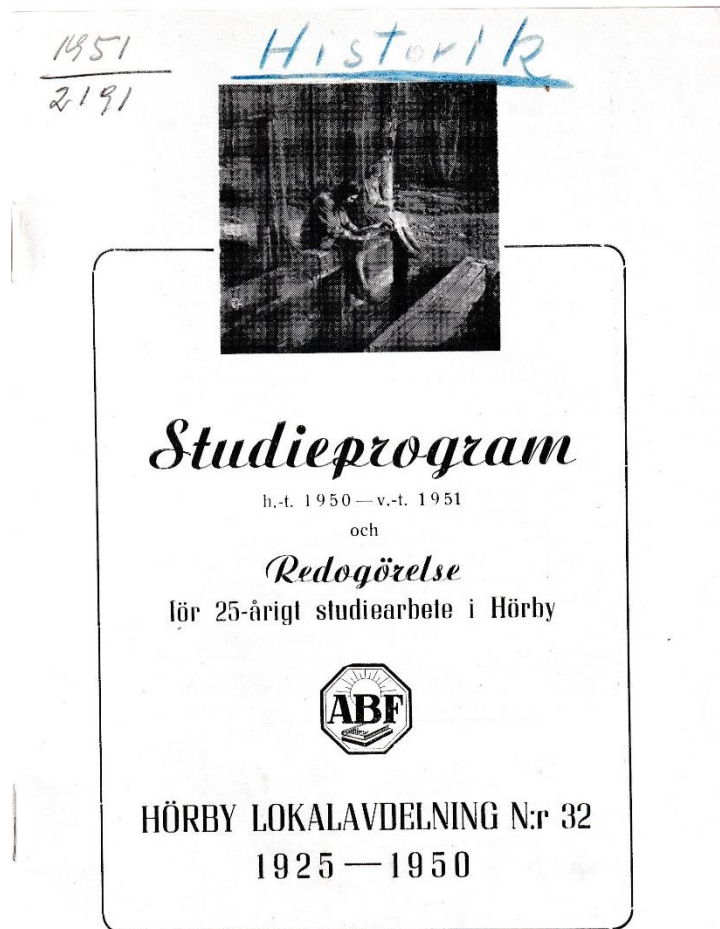 1951
2191
Historik
Studieprogram
h.-t. 1950—v.-t. 1951
och
Redogörelse
för 25-årigt studiearbete i Hörby
ABF
HÖRBY LOKALAVDELNING N:r 32
1925—1950